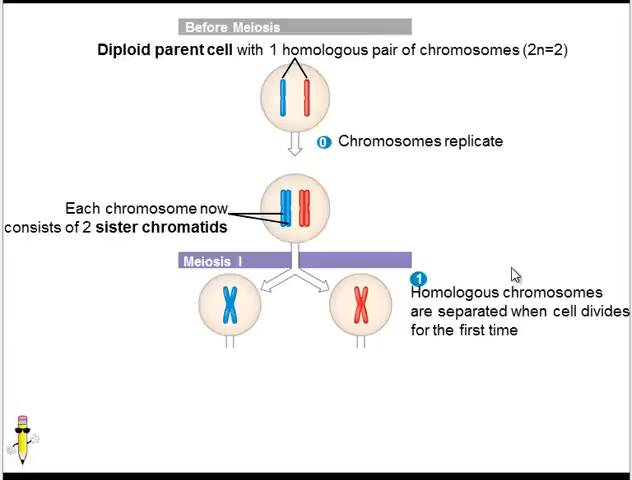 Before Meiosis
Diploid parent cell with 1 homologous pair of chromosomes (2n=2)
0 Chromosomes replicate
Each chromosome now
consists of 2 sister chromatids
Meiosis I
1
Homologous chromosomes
are separated when cell divides
for the first time